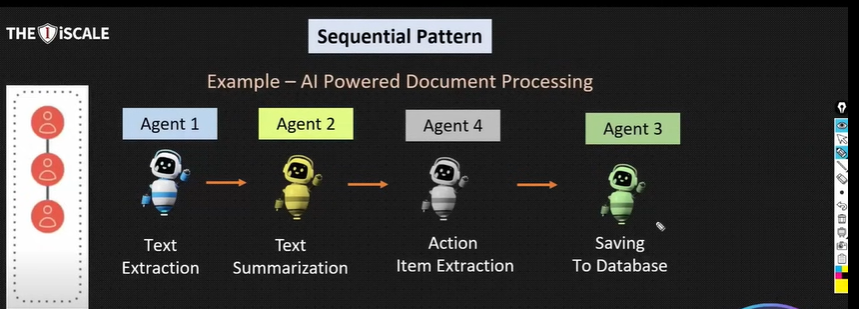 THE iSCALE
Sequential Pattern
Example – AI Powered Document Processing
Agent 1
Agent 2
Agent 4
Agent 3
Text
Extraction
Text
Summarization
Action
Item Extraction
Saving
To Database